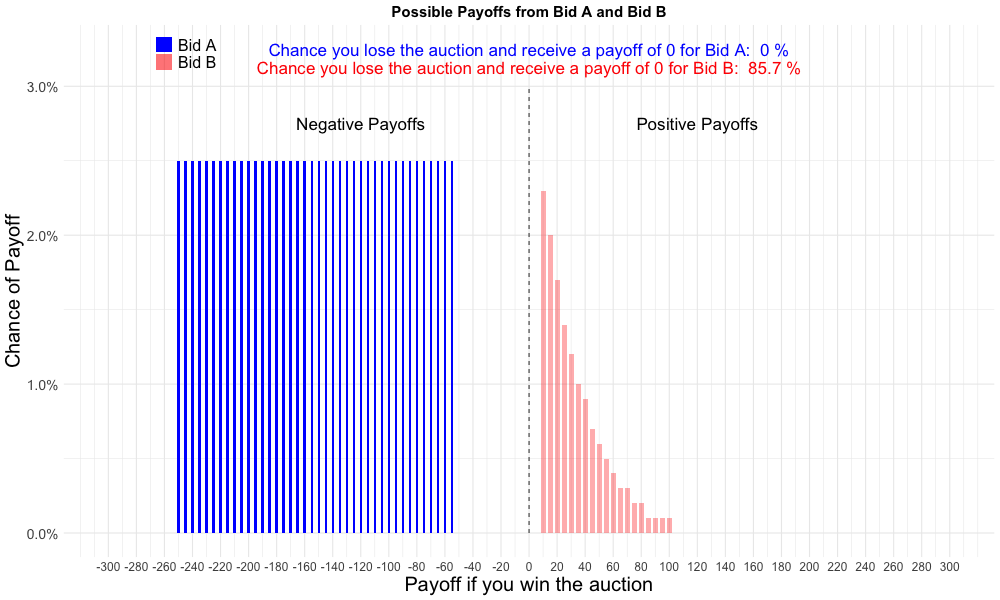 Possible Payoffs from Bid A and Bid B
Bid A
Bid B
Chance you lose the auction and receive a payoff of 0 for Bid A:  0 %
Chance you lose the auction and receive a payoff of 0 for Bid B:  85.7 %
Negative Payoffs
Positive Payoffs
Chance of Payoff
3.0%
2.0%
1.0%
0.0%
-300 -280 -260 -240 -220 -200 -180 -160 -140 -120 -100 -80 -60 -40 -20 0 20 40 60 80 100 120 140 160 180 200 220 240 260 280 300
Payoff if you win the auction